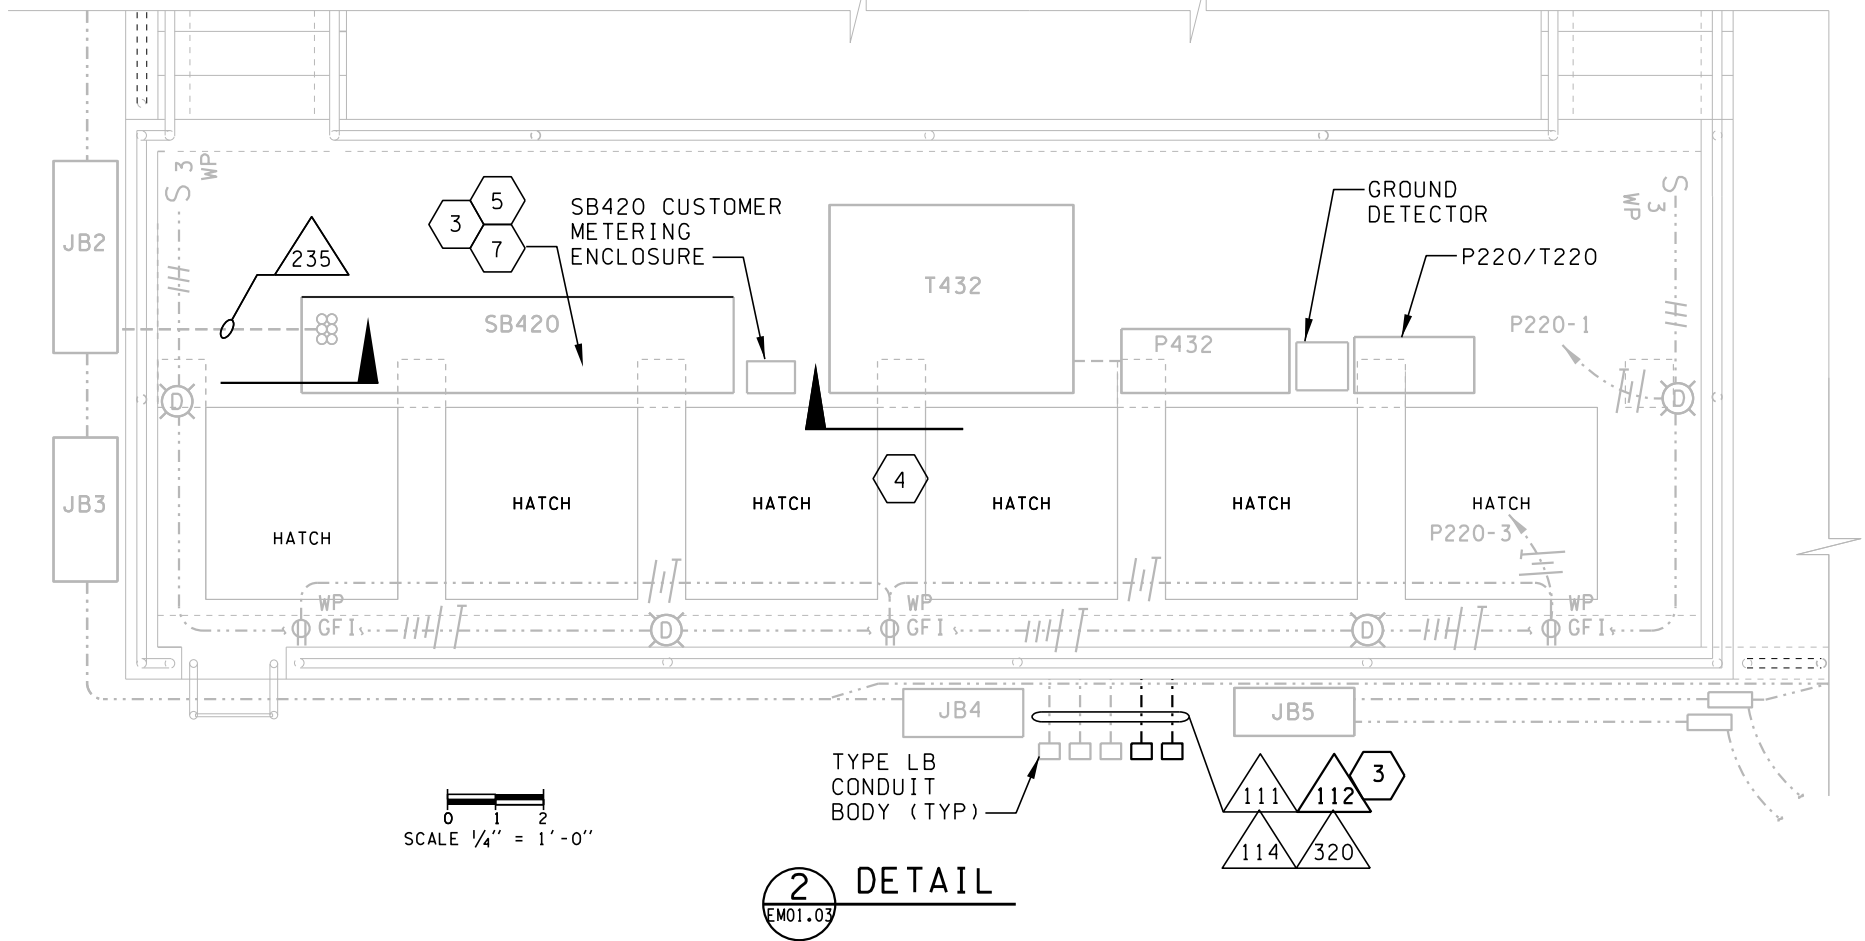 S 3
WP
S 3
WP
JB2
235
5
3
7
SB420 CUSTOMER
METERING
ENCLOSURE
GROUND
DETECTOR
P220/T220
T432
SB420
P432
P220-1
D
D
JB3
4
HATCH
HATCH
HATCH
HATCH
HATCH
HATCH
P220-3
WP
GFI
D
WP
GFI
D
WP
GFI
JB4
JB5
TYPE LB
CONDUIT
BODY (TYP)
111
112
3
114
320
0 1 2
SCALE 1/4" = 1'-0"
2
EM01.03
DETAIL